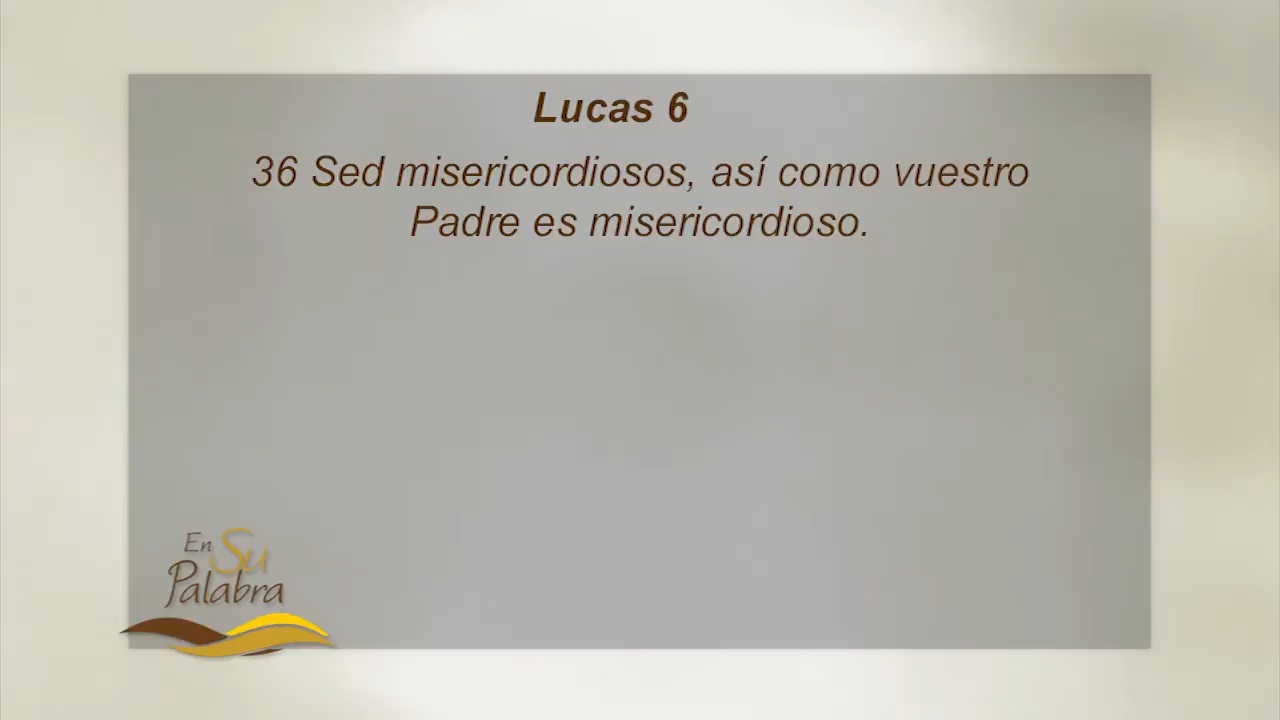 Lucas 6
36 Sed misericordiosos, así como vuestro
Padre es misericordioso.
En Su
Palabra